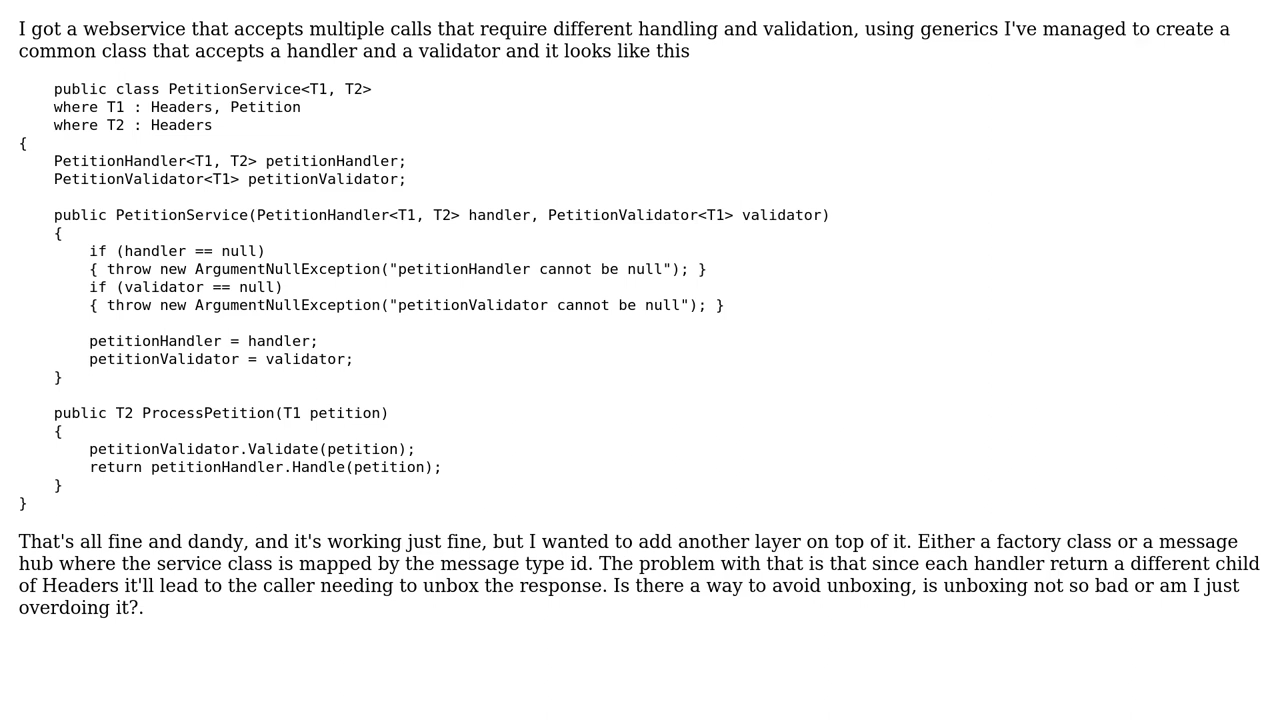 I got a webservice that accepts multiple calls that require different handling and validation, using generics I've managed to create a
common class that accepts a handler and a validator and it looks like this
    public class PetitionService<T1, T2>
    where T1 : Headers, Petition
    where T2 : Headers
{
    PetitionHandler<T1, T2> petitionHandler;
    PetitionValidator<T1> petitionValidator;
    public PetitionService(PetitionHandler<T1, T2> handler, PetitionValidator<T1> validator)
    {
        if (handler == null)
        { throw new ArgumentNullException("petitionHandler cannot be null"); }
        if (validator == null)
        { throw new ArgumentNullException("petitionValidator cannot be null"); }
        petitionHandler = handler;
        petitionValidator = validator;
    }
    public T2 ProcessPetition(T1 petition)
    {
        petitionValidator.Validate(petition);
        return petitionHandler.Handle(petition);
    }
}
That's all fine and dandy, and it's working just fine, but I wanted to add another layer on top of it. Either a factory class or a message
hub where the service class is mapped by the message type id. The problem with that is that since each handler return a different child
of Headers it'll lead to the caller needing to unbox the response. Is there a way to avoid unboxing, is unboxing not so bad or am I just
overdoing it?.